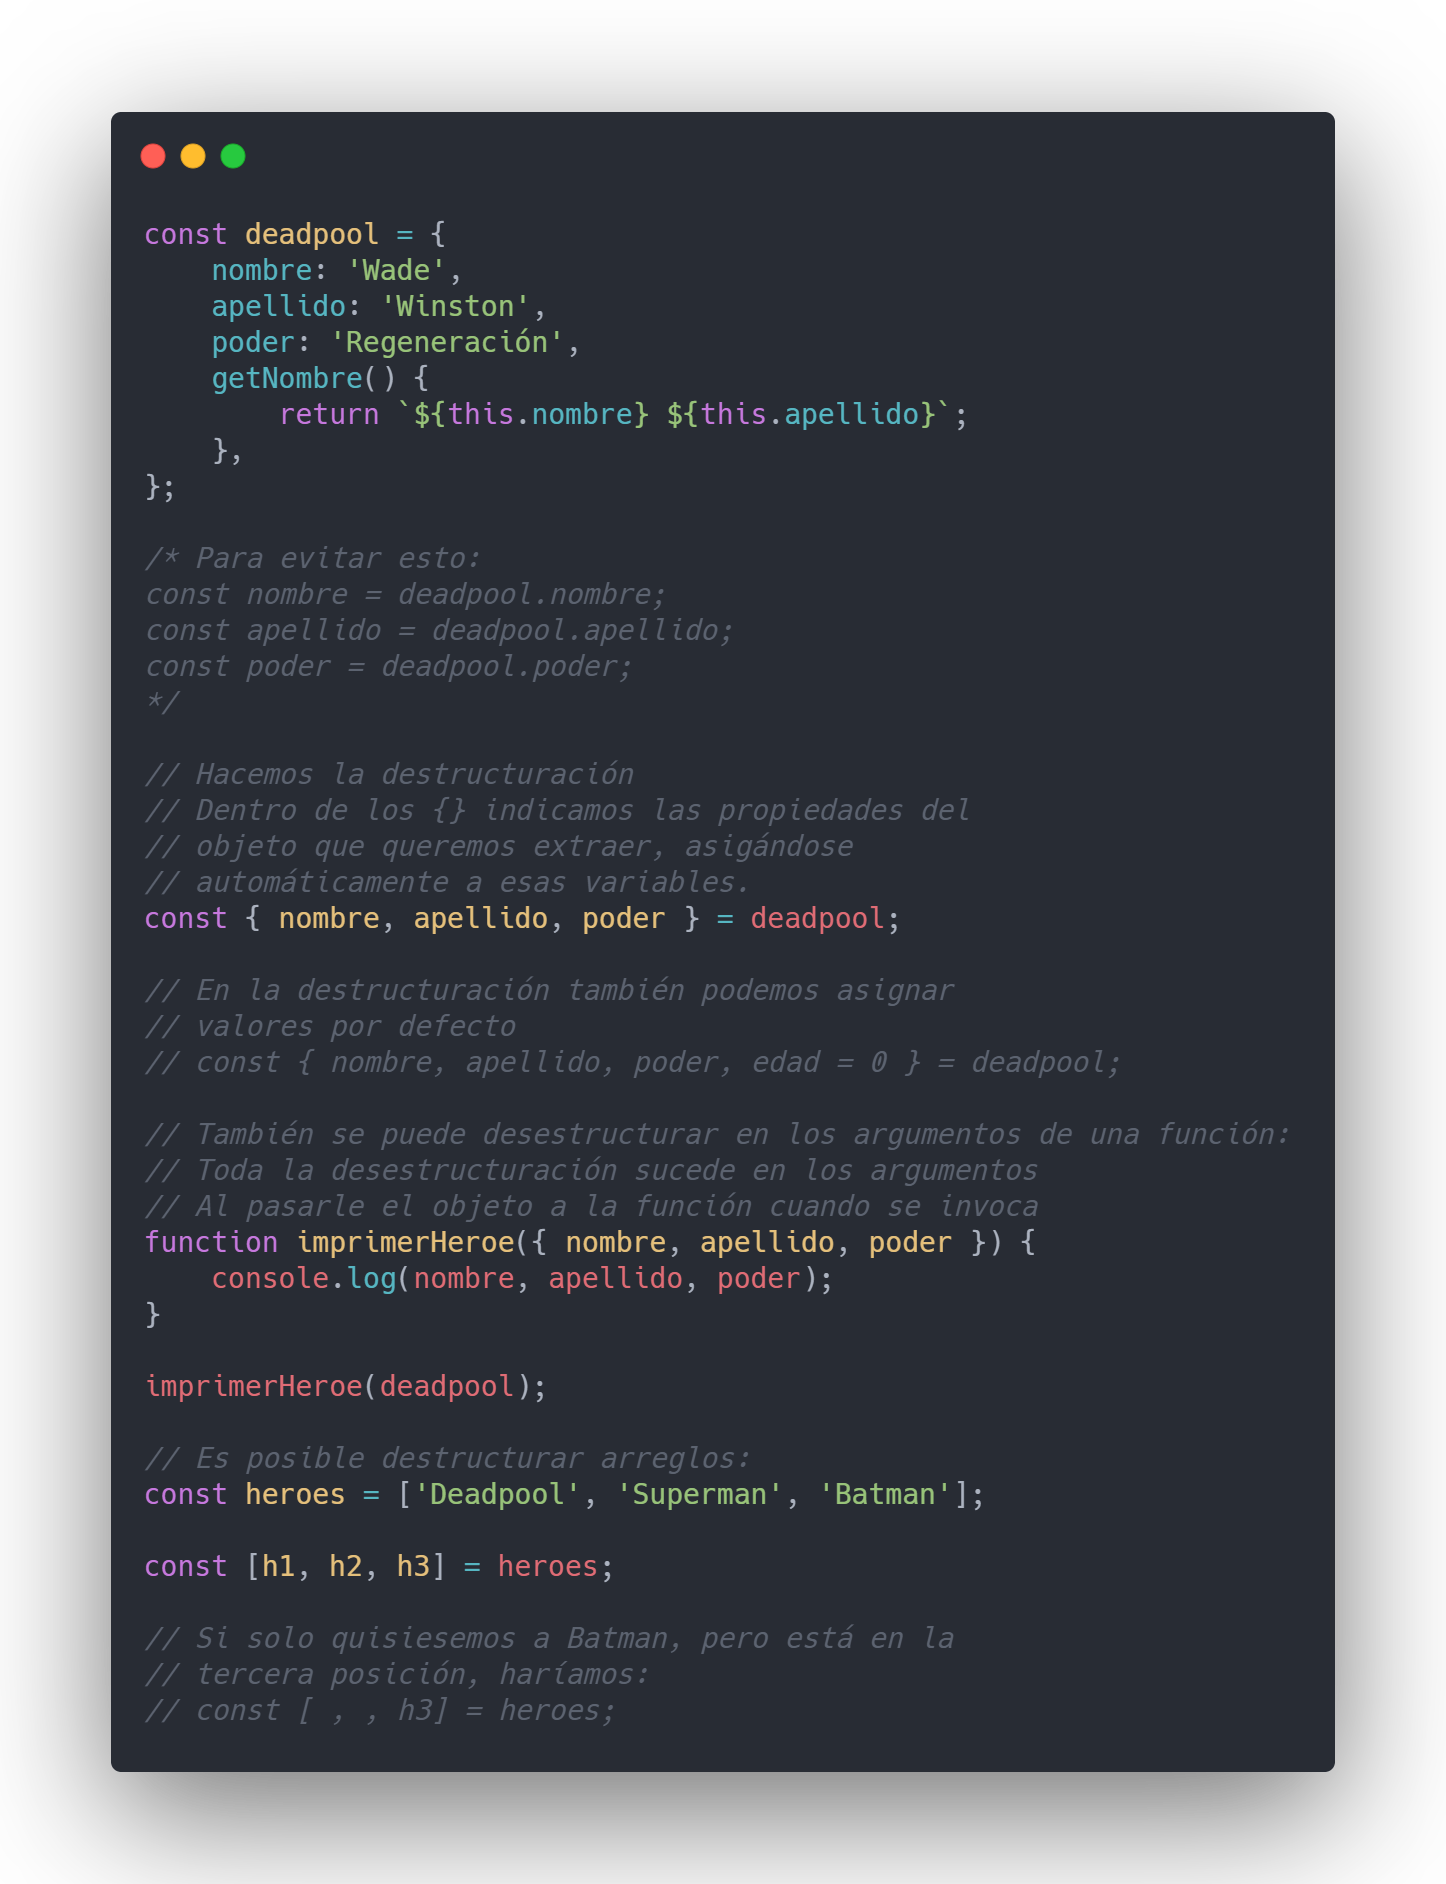 const deadpool = {
    nombre: 'Wade',
    apellido: 'Winston',
    poder: 'Regeneración',
    getNombre() {
        return `${this.nombre} ${this.apellido}`;
    },
};

/* Para evitar esto:
const nombre = deadpool.nombre;
const apellido = deadpool.apellido;
const poder = deadpool.poder;
*/

// Hacemos la destructuración
// Dentro de los {} indicamos las propiedades del
// objeto que queremos extraer, asigándose
// automáticamente a esas variables.
const { nombre, apellido, poder } = deadpool;

// En la destructuración también podemos asignar
// valores por defecto
// const { nombre, apellido, poder, edad = 0 } = deadpool;

// También se puede desestructurar en los argumentos de una función:
// Toda la desestructuración sucede en los argumentos
// Al pasarle el objeto a la función cuando se invoca
function imprimerHeroe({ nombre, apellido, poder }) {
    console.log(nombre, apellido, poder);
}

imprimerHeroe(deadpool);

// Es posible destructurar arreglos:
const heroes = ['Deadpool', 'Superman', 'Batman'];

const [h1, h2, h3] = heroes;

// Si solo quisiesemos a Batman, pero está en la
// tercera posición, haríamos:
// const [ , , h3] = heroes;